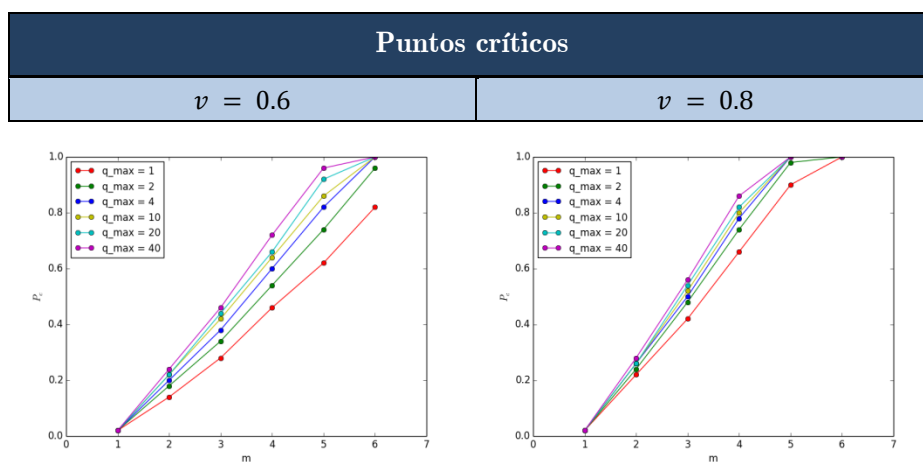 Puntos críticos
v = 0.6
v = 0.8
1.0
0.8
0.6
0.4
0.2
0.0
P_c
q_max = 1
q_max = 2
q_max = 4
q_max = 10
q_max = 20
q_max = 40
0 1 2 3 4 5 6 7
m
1.0
0.8
0.6
0.4
0.2
0.0
P_c
q_max = 1
q_max = 2
q_max = 4
q_max = 10
q_max = 20
q_max = 40
0 1 2 3 4 5 6 7
m